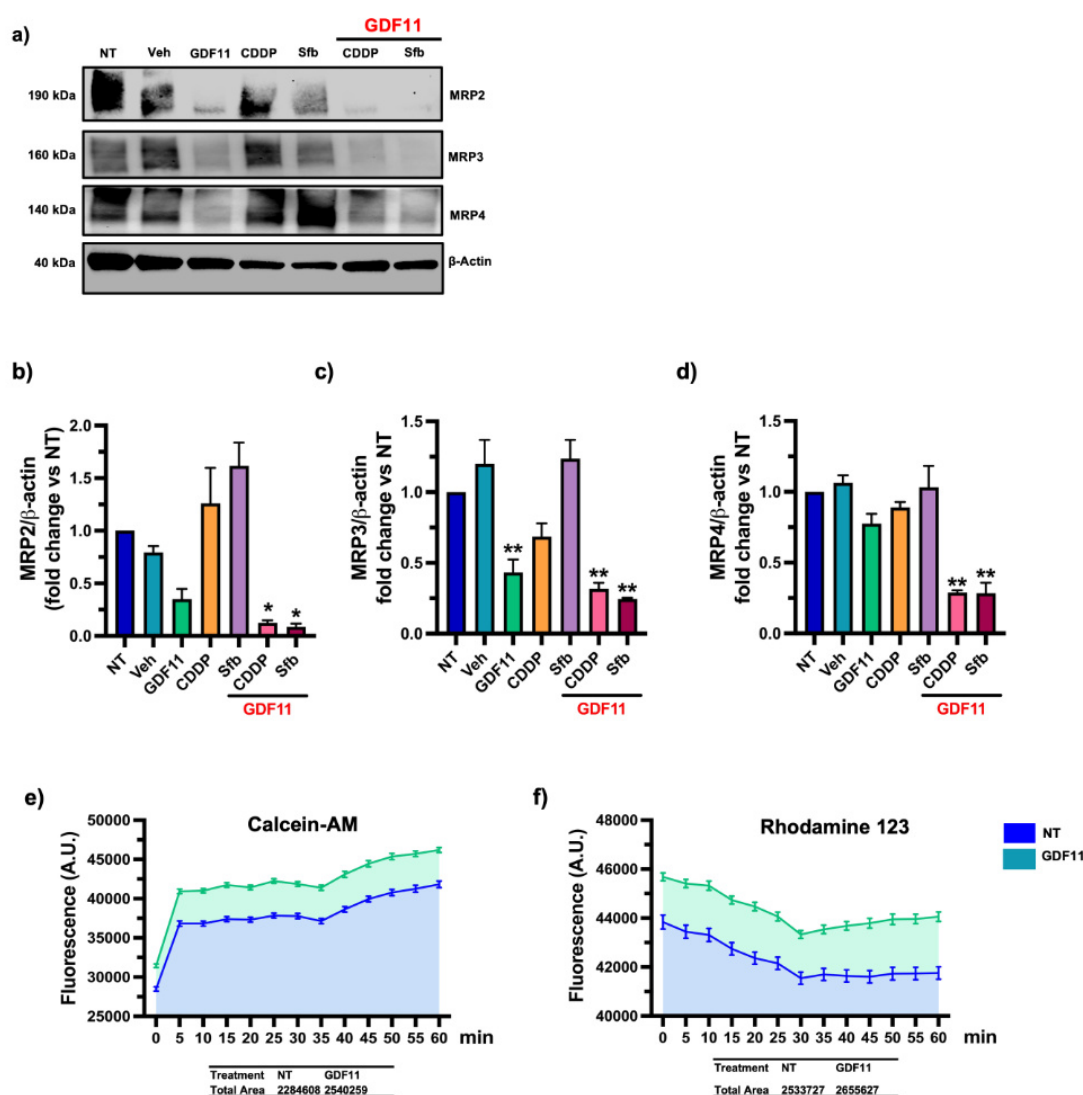 a)
GDF11
NT Veh GDF11 CDDP Sfb CDDP Sfb
190 kDa MRP2
160 kDa MRP3
140 kDa MRP4
40 kDa β-Actin
b)
MRP2/β-actin
(fold change vs NT)
2.0
1.5
1.0
0.5
0.0
* *
NT Veh GDF11 CDDP Sfb CDDP Sfb
GDF11
c)
MRP3/β-actin
fold change vs NT
1.5
1.0
0.5
0.0
** ** **
NT Veh GDF11 CDDP Sfb CDDP Sfb
GDF11
d)
MRP4/β-actin
fold change vs NT
1.5
1.0
0.5
0.0
** **
NT Veh GDF11 CDDP Sfb CDDP Sfb
GDF11
e)
Calcein-AM
Fluorescence (A.U.)
50000
45000
40000
35000
30000
25000
0 5 10 15 20 25 30 35 40 45 50 55 60 min
Treatment NT GDF11
Total Area 2284608 2540259
f)
Rhodamine 123
Fluorescence (A.U.)
48000
46000
44000
42000
40000
0 5 10 15 20 25 30 35 40 45 50 55 60 min
Treatment NT GDF11
Total Area 2533727 2655627
NT
GDF11